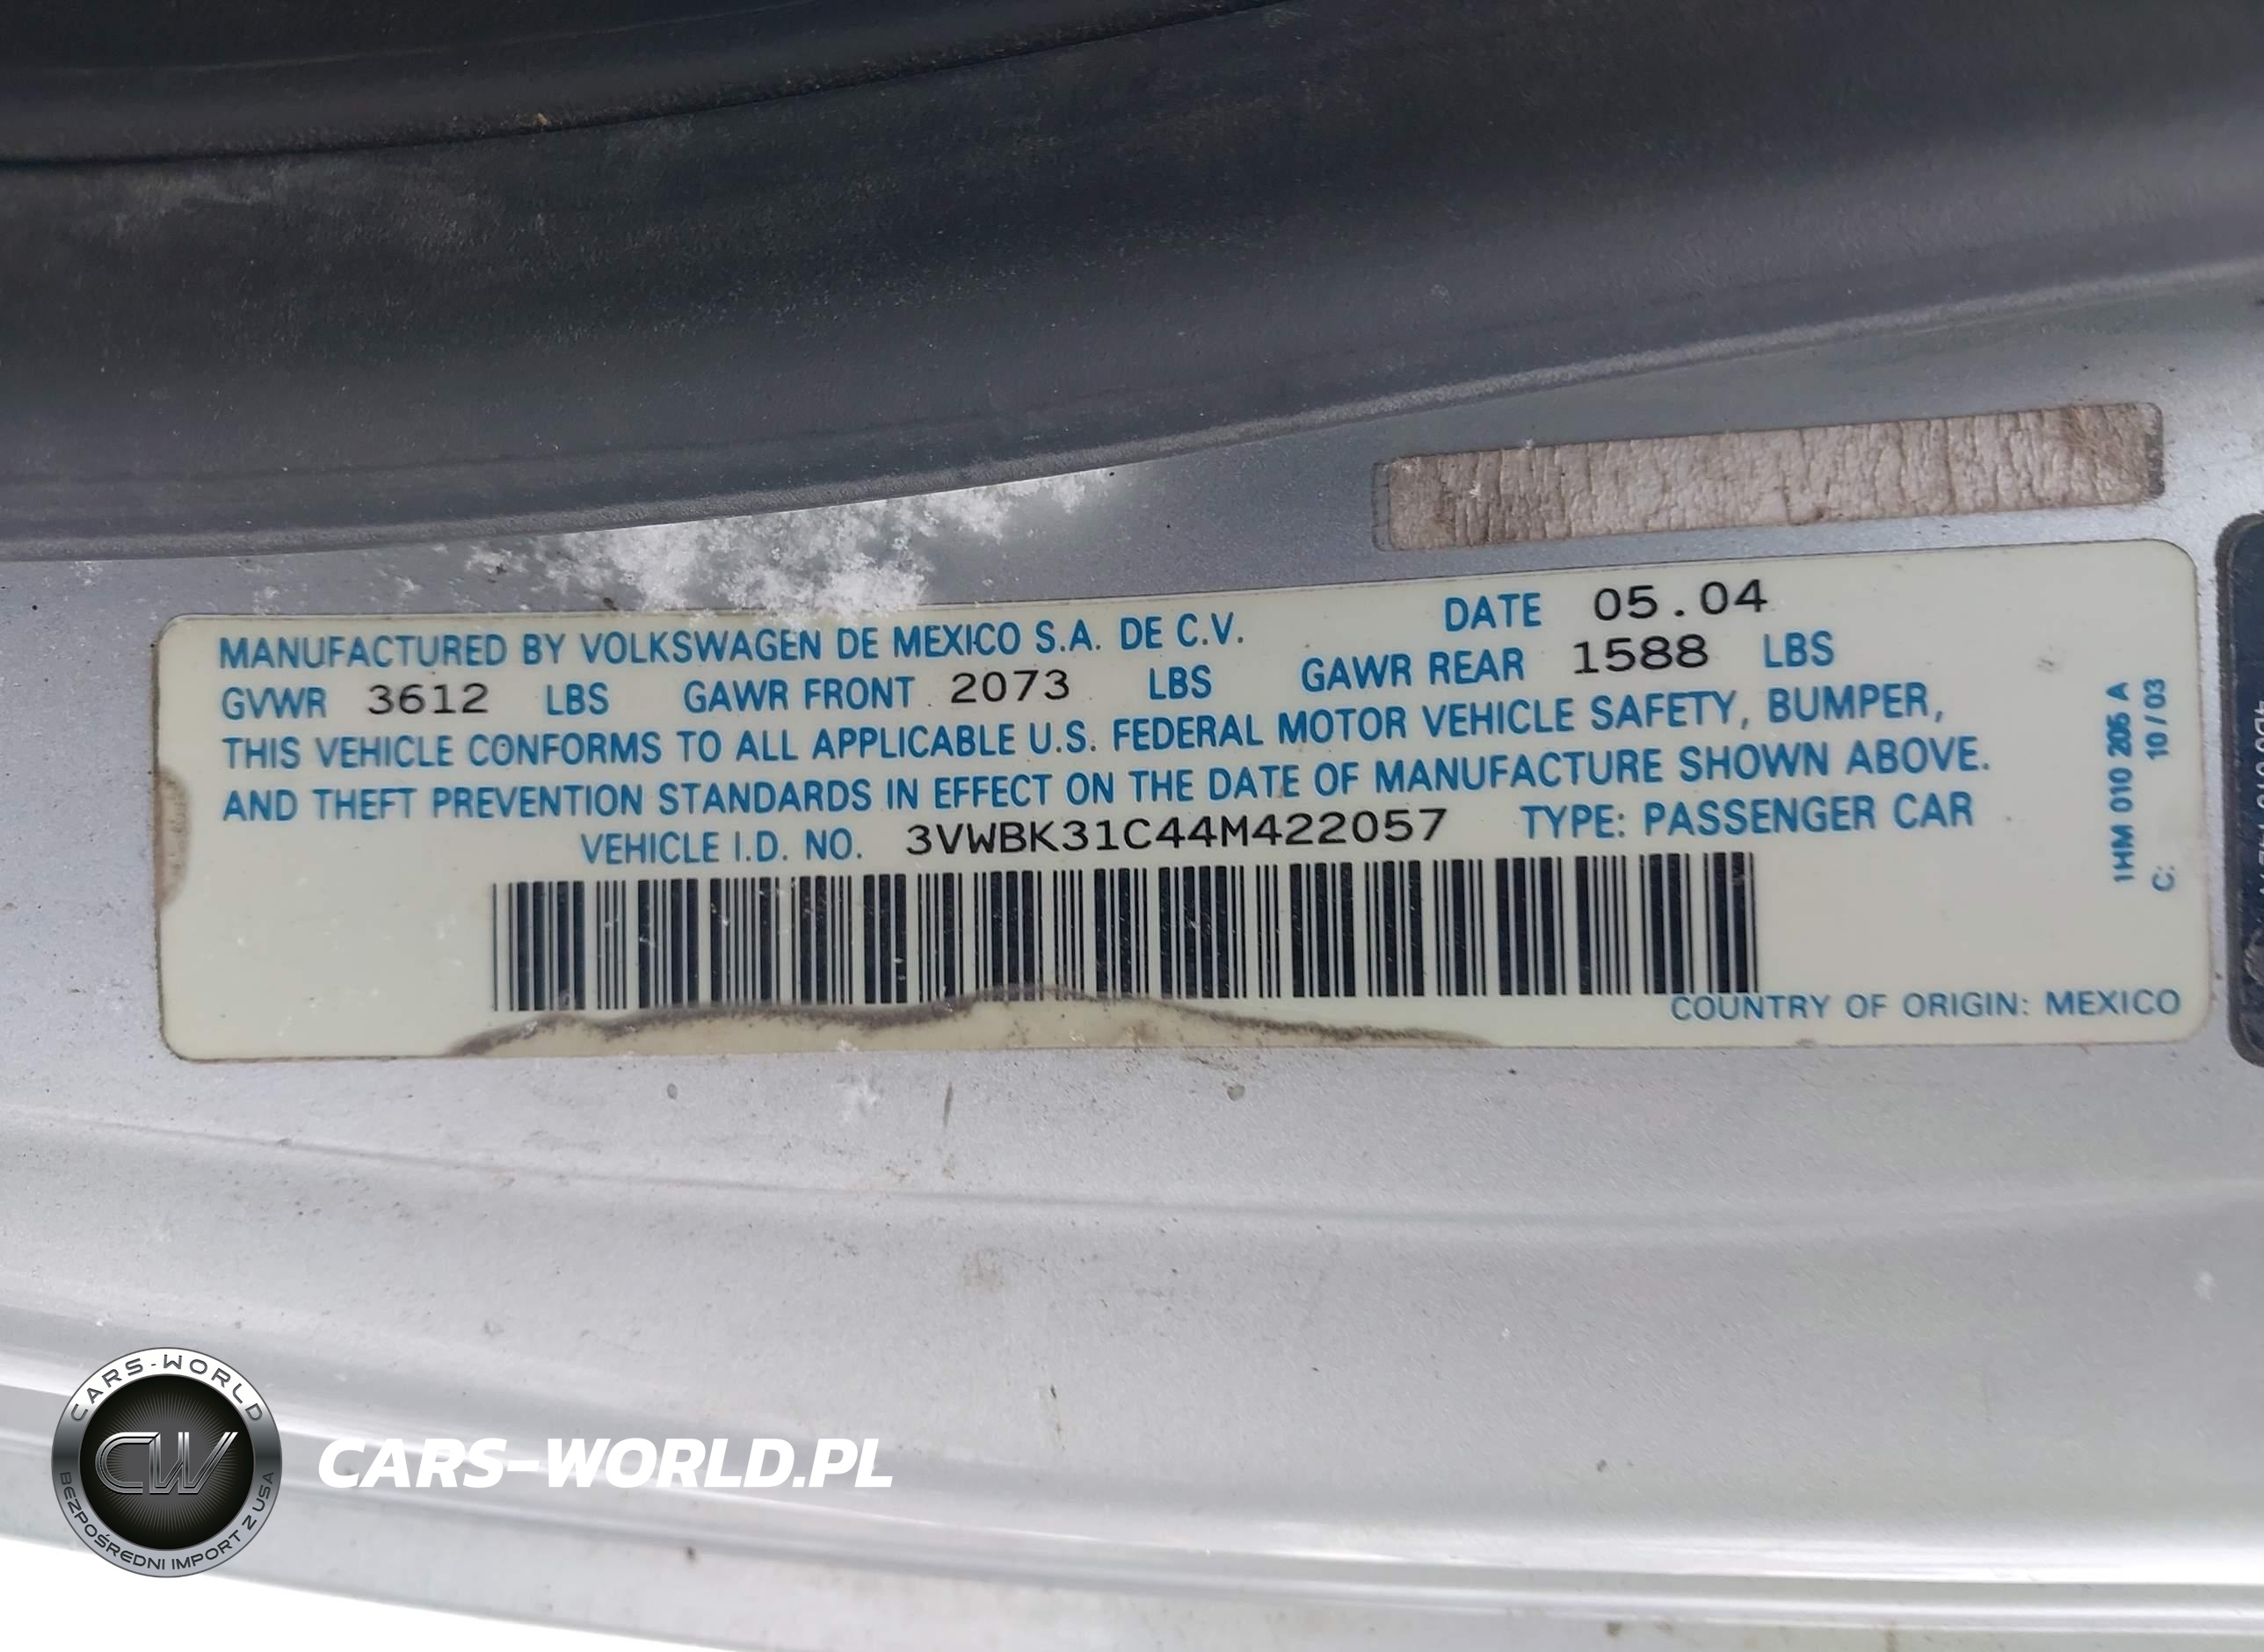 MANUFACTURED BY VOLKSWAGEN DE MEXICO S.A. DE C.V. DATE 05.04
GVWR 3612 LBS GAWR FRONT 2073 LBS GAWR REAR 1588 LBS
THIS VEHICLE CONFORMS TO ALL APPLICABLE U.S. FEDERAL MOTOR VEHICLE SAFETY, BUMPER,
AND THEFT PREVENTION STANDARDS IN EFFECT ON THE DATE OF MANUFACTURE SHOWN ABOVE.
VEHICLE I.D. NO. 3VWBK31C44M422057 TYPE: PASSENGER CAR
COUNTRY OF ORIGIN: MEXICO
1HM 010 205 A
C: 10/03
CARS-WORLD
CW
BEZPOŚREDNI IMPORT Z USA
CARS-WORLD.PL